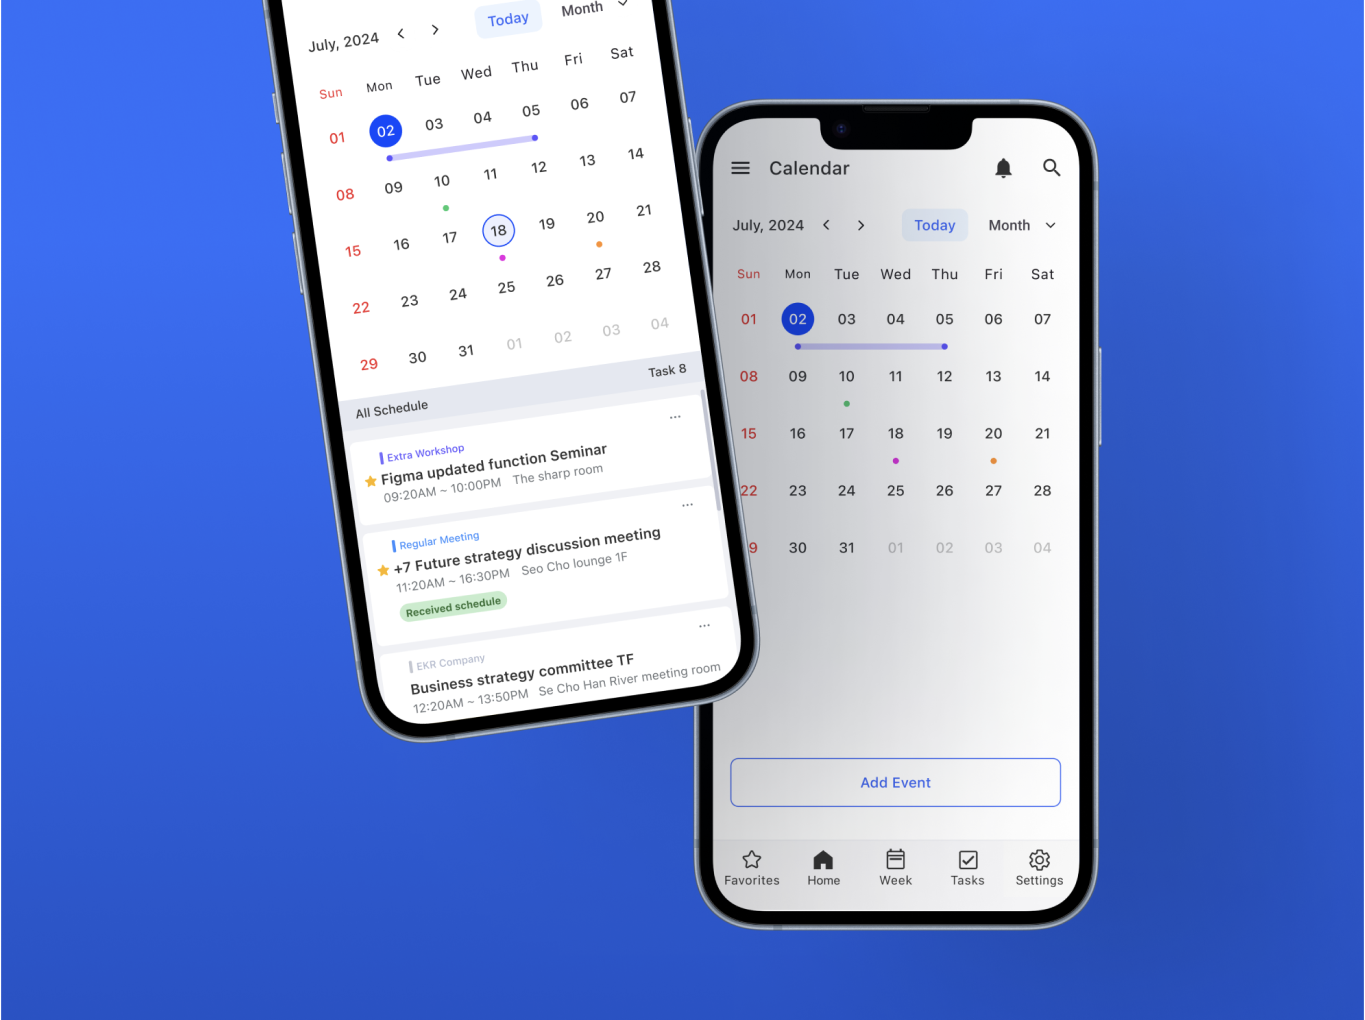 July, 2024 < > Today Month
Sun Mon Tue Wed Thu Fri Sat
01 02 03 04 05 06 07
08 09 10 11 12 13 14
15 16 17 18 19 20 21
22 23 24 25 26 27 28
29 30 31 01 02 03 04
All Schedule Task 8
Extra Workshop
Figma updated function Seminar
09:20AM ~ 10:00PM The sharp room
Regular Meeting
+7 Future strategy discussion meeting
11:20AM ~ 16:30PM Seo Cho lounge 1F
Received schedule
EKR Company
Business strategy committee TF
12:20AM ~ 13:50PM Se Cho Han River meeting room
Calendar
July, 2024 < > Today Month
Sun Mon Tue Wed Thu Fri Sat
01 02 03 04 05 06 07
08 09 10 11 12 13 14
15 16 17 18 19 20 21
22 23 24 25 26 27 28
9 30 31 01 02 03 04
Add Event
Favorites Home Week Tasks Settings